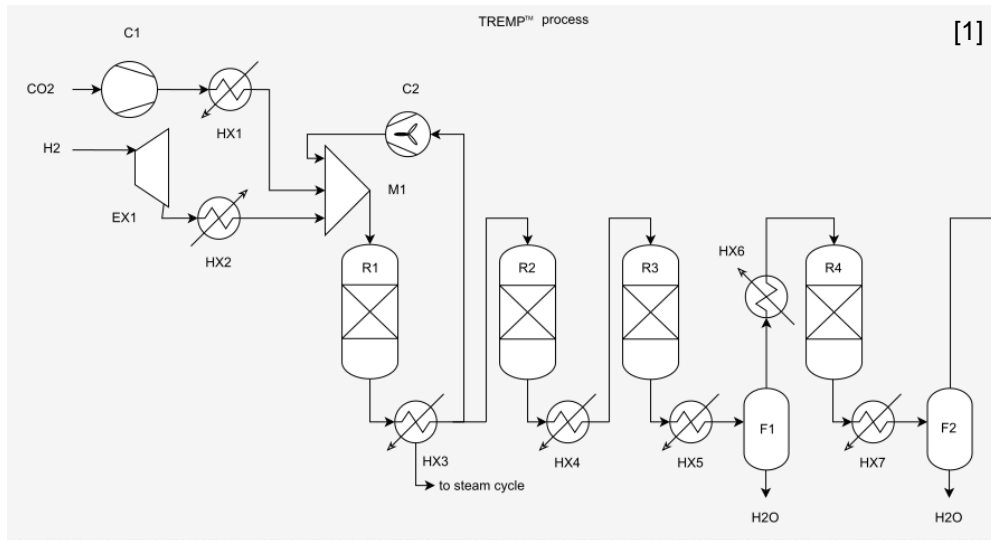 TREMP™ process
[1]
C1
CO2
HX1
C2
H2
M1
EX1
HX2
HX6
R1
R2
R3
R4
F1
F2
HX3
HX4
HX5
HX7
to steam cycle
H2O
H2O